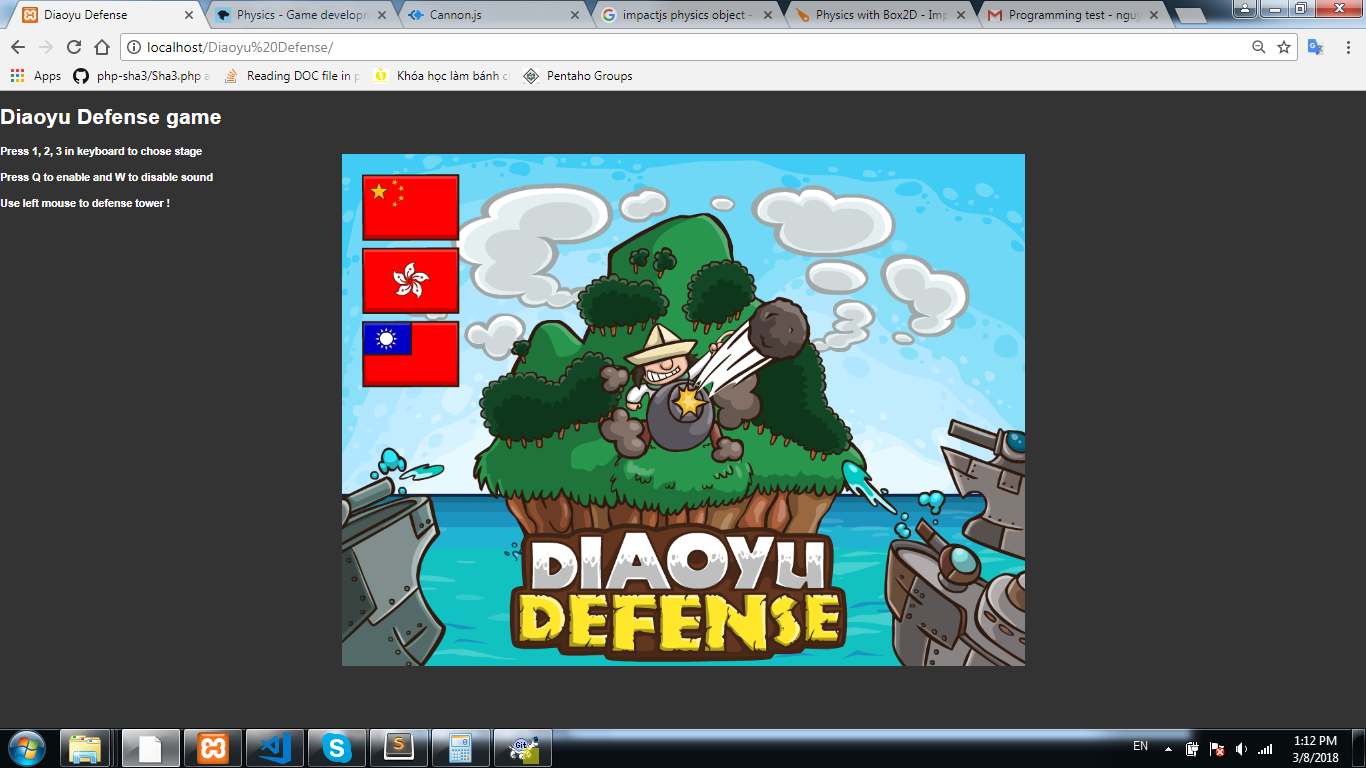 Diaoyu Defense
Physics - Game developm
Cannon.js
impactjs physics object -
Physics with Box2D - Imp
Programming test - nguy
localhost/Diaoyu%20Defense/
Apps
php-sha3/Sha3.php a
Reading DOC file in p
Khóa học làm bánh c
Pentaho Groups
Diaoyu Defense game
Press 1, 2, 3 in keyboard to chose stage
Press Q to enable and W to disable sound
Use left mouse to defense tower !
DIAOYU
DEFENSE
Git
EN
1:12 PM
3/8/2018